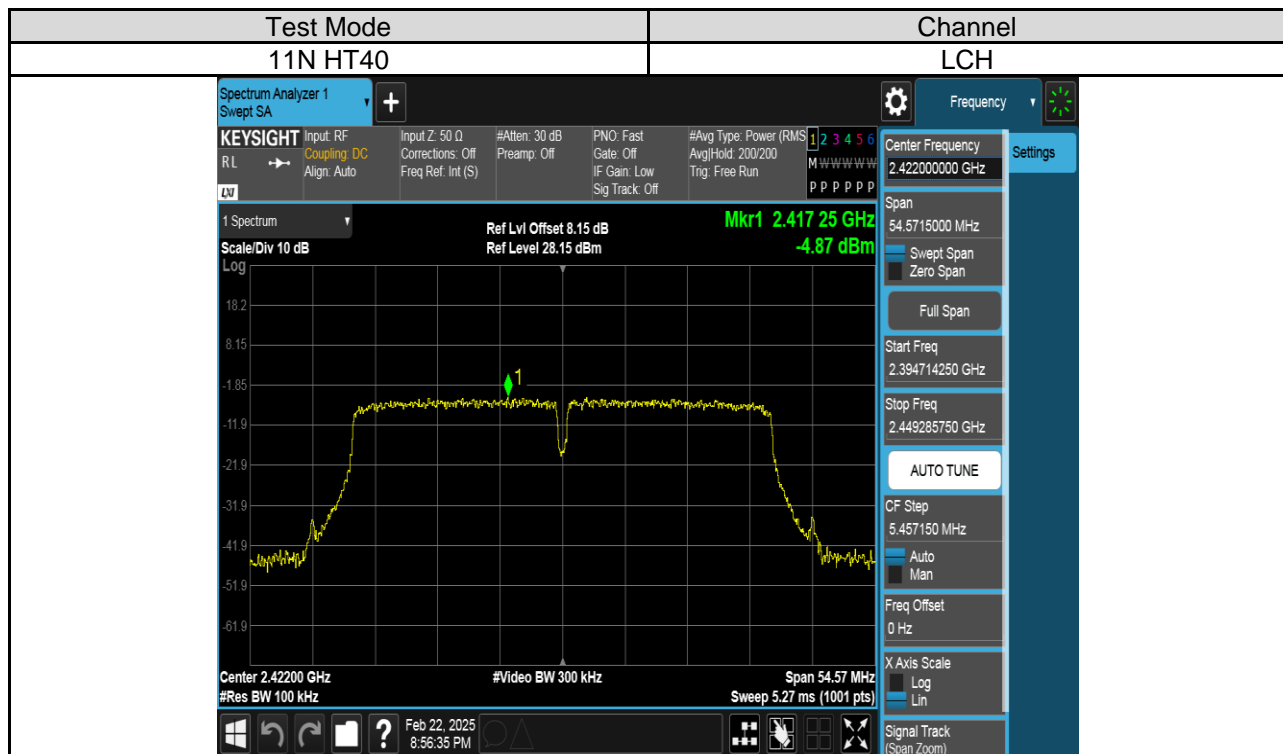 Test Mode Channel
11N HT40 LCH
Spectrum Analyzer 1
Swept SA
+
Frequency
KEYSIGHT
R L
LXI
Input: RF
Coupling: DC
Align: Auto
Input Z: 50 Ω
Corrections: Off
Freq Ref: Int (S)
#Atten: 30 dB
Preamp: Off
PNO: Fast
Gate: Off
IF Gain: Low
Sig Track: Off
#Avg Type: Power (RMS
Avg|Hold: 200/200
Trig: Free Run
1 2 3 4 5 6
M W W W W W
P P P P P P
1 Spectrum
Scale/Div 10 dB
Log
Ref Lvl Offset 8.15 dB
Ref Level 28.15 dBm
Mkr1 2.417 25 GHz
-4.87 dBm
18.2
8.15
-1.85
-11.9
-21.9
-31.9
-41.9
-51.9
-61.9
1
Center 2.42200 GHz #Video BW 300 kHz Span 54.57 MHz
#Res BW 100 kHz Sweep 5.27 ms (1001 pts)
?
Feb 22, 2025
8:56:35 PM
Center Frequency
2.422000000 GHz
Settings
Span
54.5715000 MHz
Swept Span
Zero Span
Full Span
Start Freq
2.394714250 GHz
Stop Freq
2.449285750 GHz
AUTO TUNE
CF Step
5.457150 MHz
Auto
Man
Freq Offset
0 Hz
X Axis Scale
Log
Lin
Signal Track
(Span Zoom)